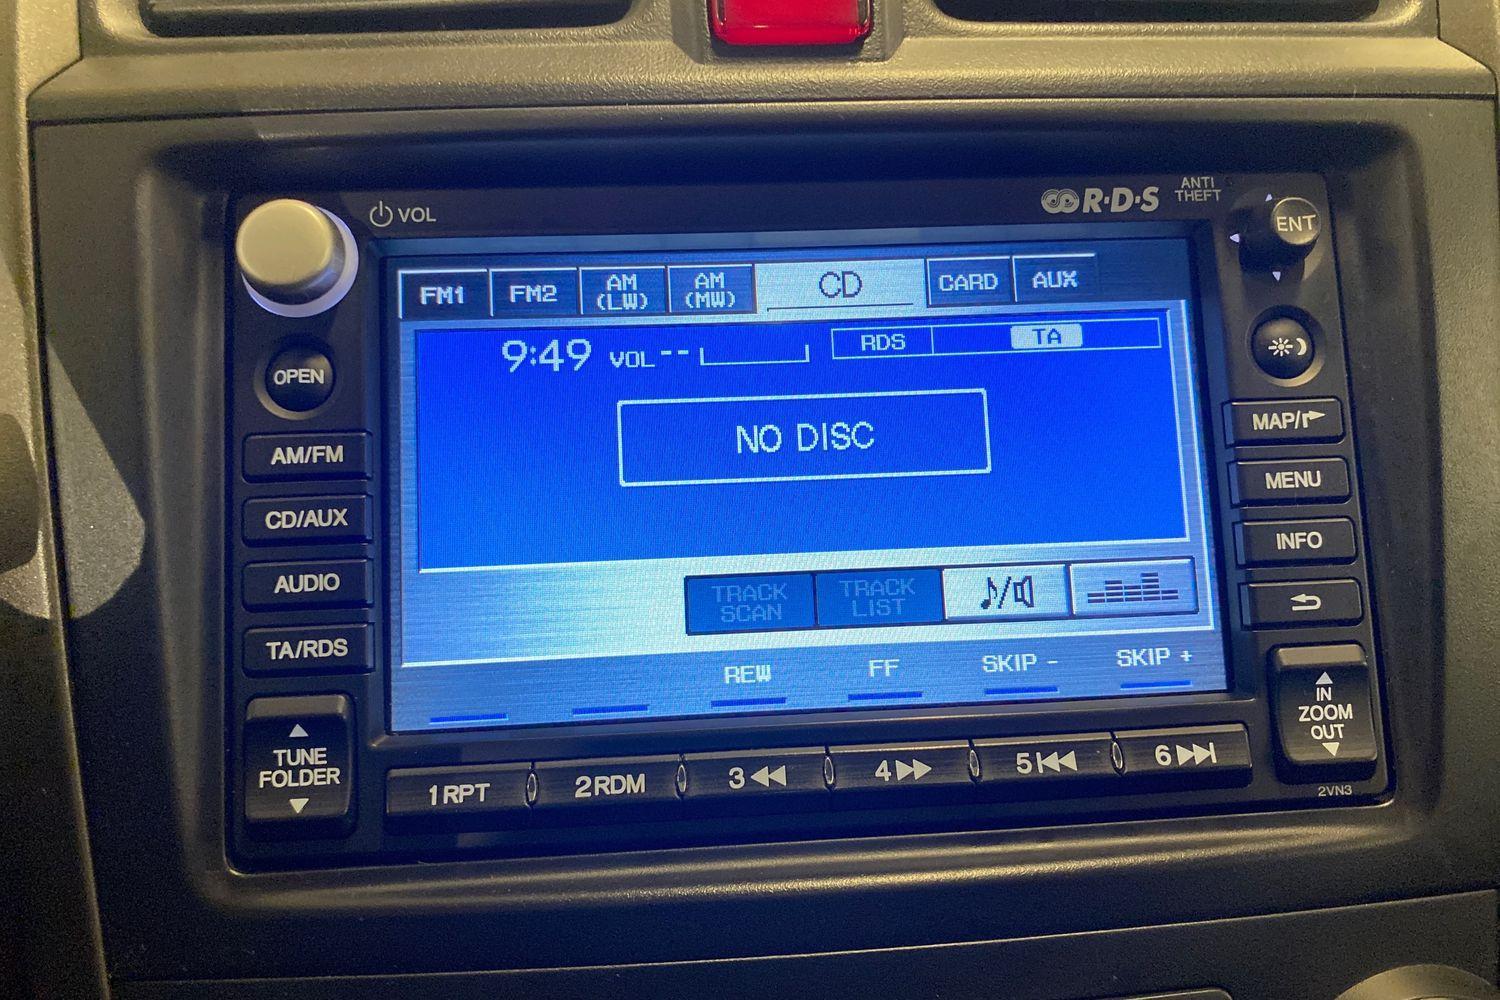 VOL
R·D·S
ANTI
THEFT
ENT
FM1
FM2
AM
(LW)
AM
(MW)
CD
CARD
AUX
9:49 VOL --
RDS
TA
NO DISC
TRACK
SCAN
TRACK
LIST
REW
FF
SKIP -
SKIP +
OPEN
AM/FM
CD/AUX
AUDIO
TA/RDS
TUNE
FOLDER
MAP/
MENU
INFO
IN
ZOOM
OUT
2VN3
1 RPT
2 RDM
3
4
5
6